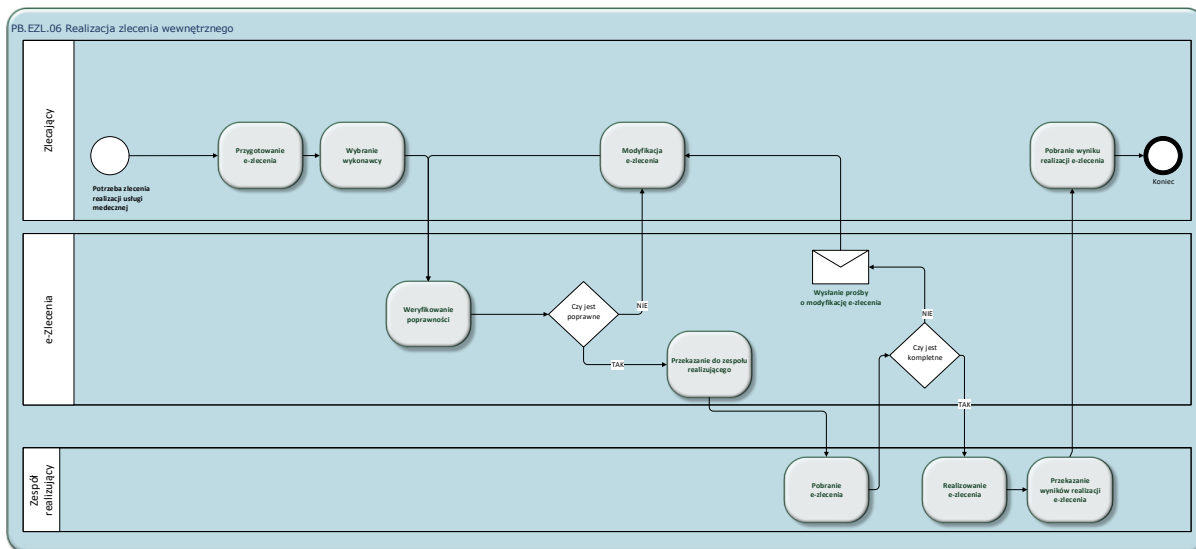 PB.EZL.06 Realizacja zlecenia wewnętrznego
Zlecający
Potrzeba zlecenia
realizacji usługi
medecznej
Przygotowanie
e-zlecenia
Wybranie
wykonawcy
Modyfikacja
e-zlecenia
Pobranie wyniku
realizacji e-zlecenia
Koniec
e-Zlecenia
Weryfikowanie
poprawności
Czy jest
poprawne
NIE
TAK
Przekazanie do zespołu
realizującego
Wysłanie prośby
o modyfikację e-zlecenia
NIE
Czy jest
kompletne
TAK
Zespół
realizujący
Pobranie
e-zlecenia
Realizowanie
e-zlecenia
Przekazanie
wyników realizacji
e-zlecenia